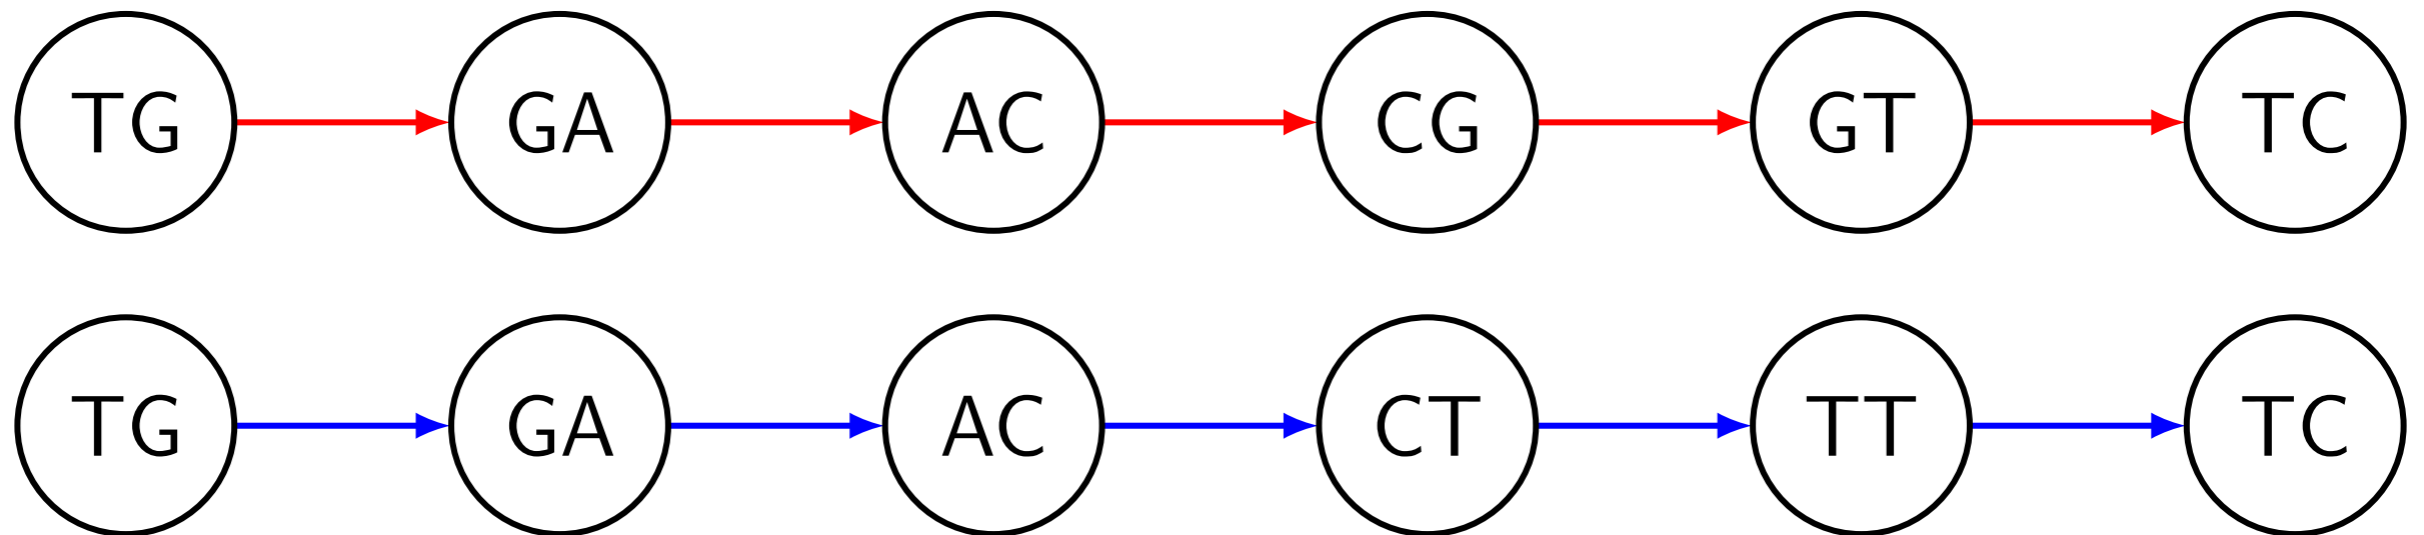 TG GA AC CG GT TC
TG GA AC CT TT TC